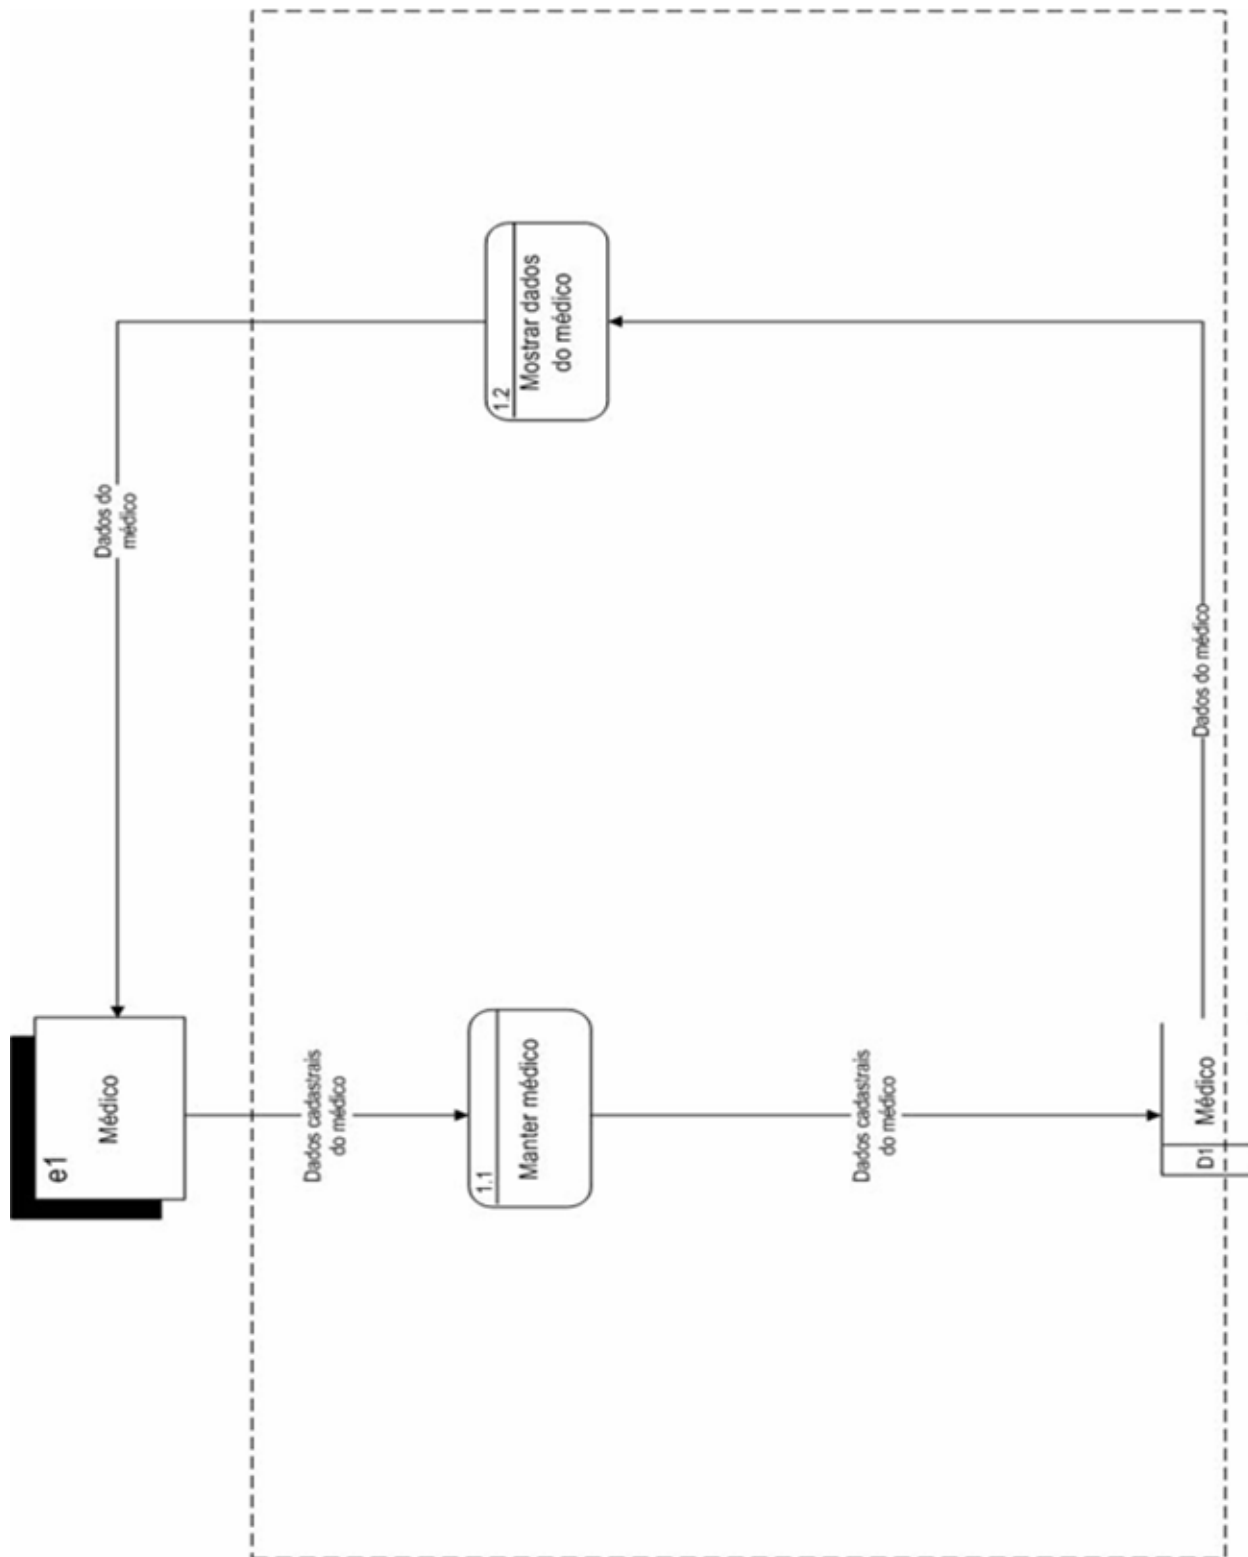 e1
Médico
Dados cadastrais
do médico
1.1
Manter médico
Dados cadastrais
do médico
D1
Médico
Dados do médico
1.2
Mostrar dados
do médico
Dados do
médico